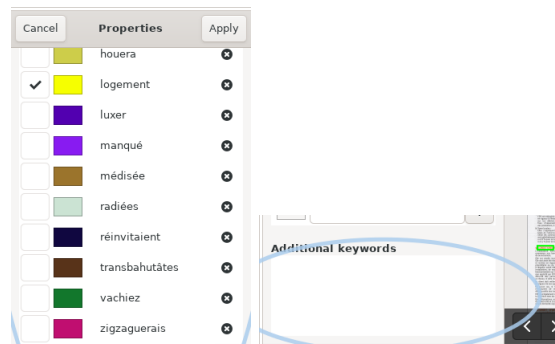 Cancel Properties Apply
houera
logement
luxer
manqué
médisée
radiées
réinvitaient
transbahutâtes
vachiez
zigzaguerais
Additional keywords